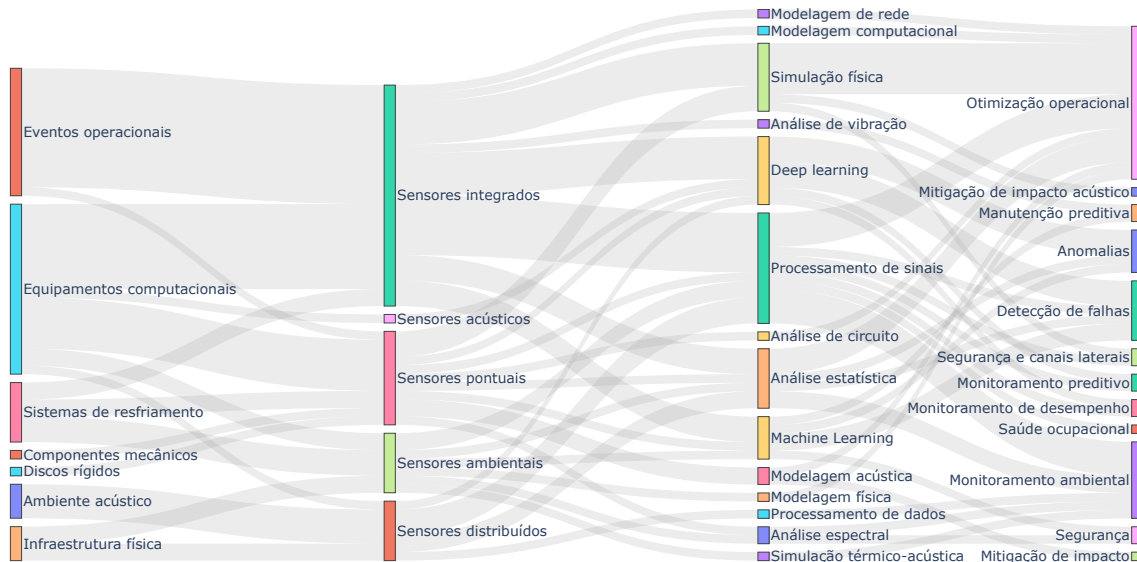 Eventos operacionais
Equipamentos computacionais
Sistemas de resfriamento
Componentes mecânicos
Discos rígidos
Ambiente acústico
Infraestrutura física
Sensores integrados
Sensores acústicos
Sensores pontuais
Sensores ambientais
Sensores distribuídos
Modelagem de rede
Modelagem computacional
Simulação física
Análise de vibração
Deep learning
Processamento de sinais
Análise de circuito
Análise estatística
Machine Learning
Modelagem acústica
Modelagem física
Processamento de dados
Análise espectral
Simulação térmico-acústica
Otimização operacional
Mitigação de impacto acústico
Manutenção preditiva
Anomalias
Detecção de falhas
Segurança e canais laterais
Monitoramento preditivo
Monitoramento de desempenho
Saúde ocupacional
Monitoramento ambiental
Segurança
Mitigação de impacto